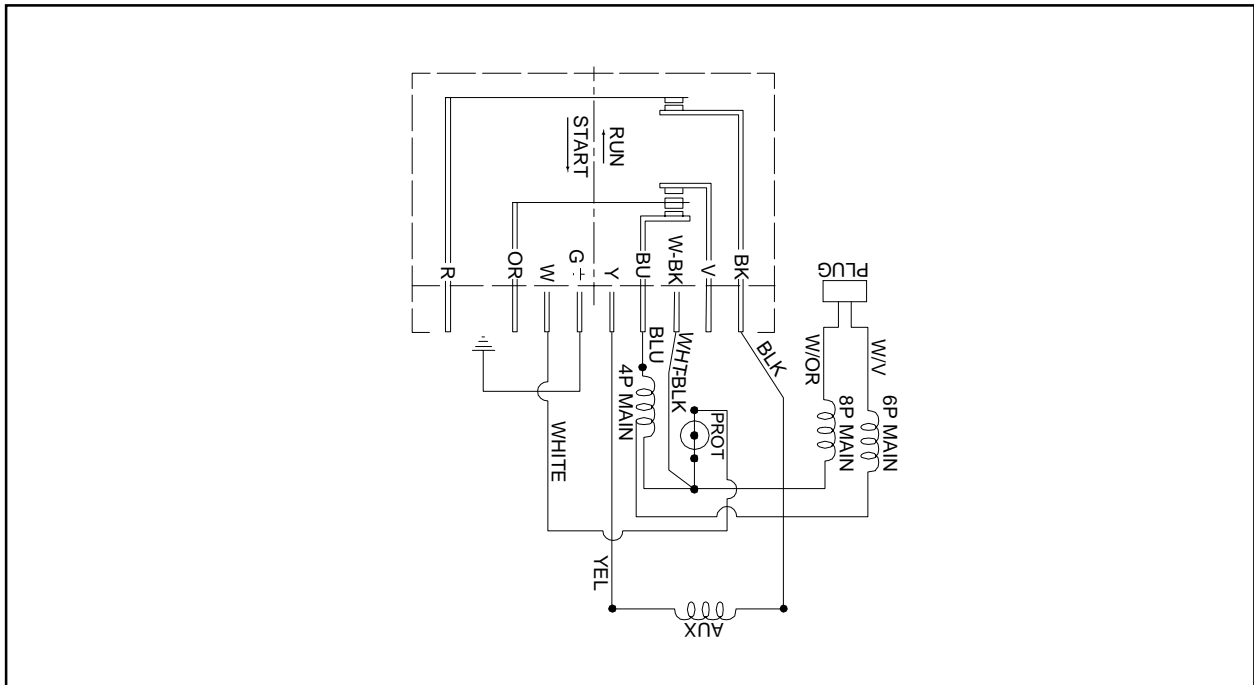 START
RUN
R
OR
W
G
Y
BU
W-BK
V
BK
PLUG
BLU
WHT-BLK
BLK
W/OR
W/V
4P MAIN
PROT
8P MAIN
6P MAIN
WHITE
YEL
AUX